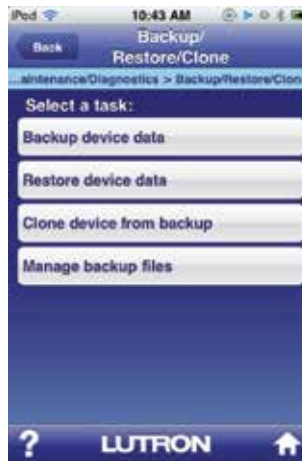 iPod 10:43 AM
Back
Backup/
Restore/Clone
...aintenance/Diagnostics > Backup/Restore/Clon
Select a task:
Backup device data
Restore device data
Clone device from backup
Manage backup files
? LUTRON